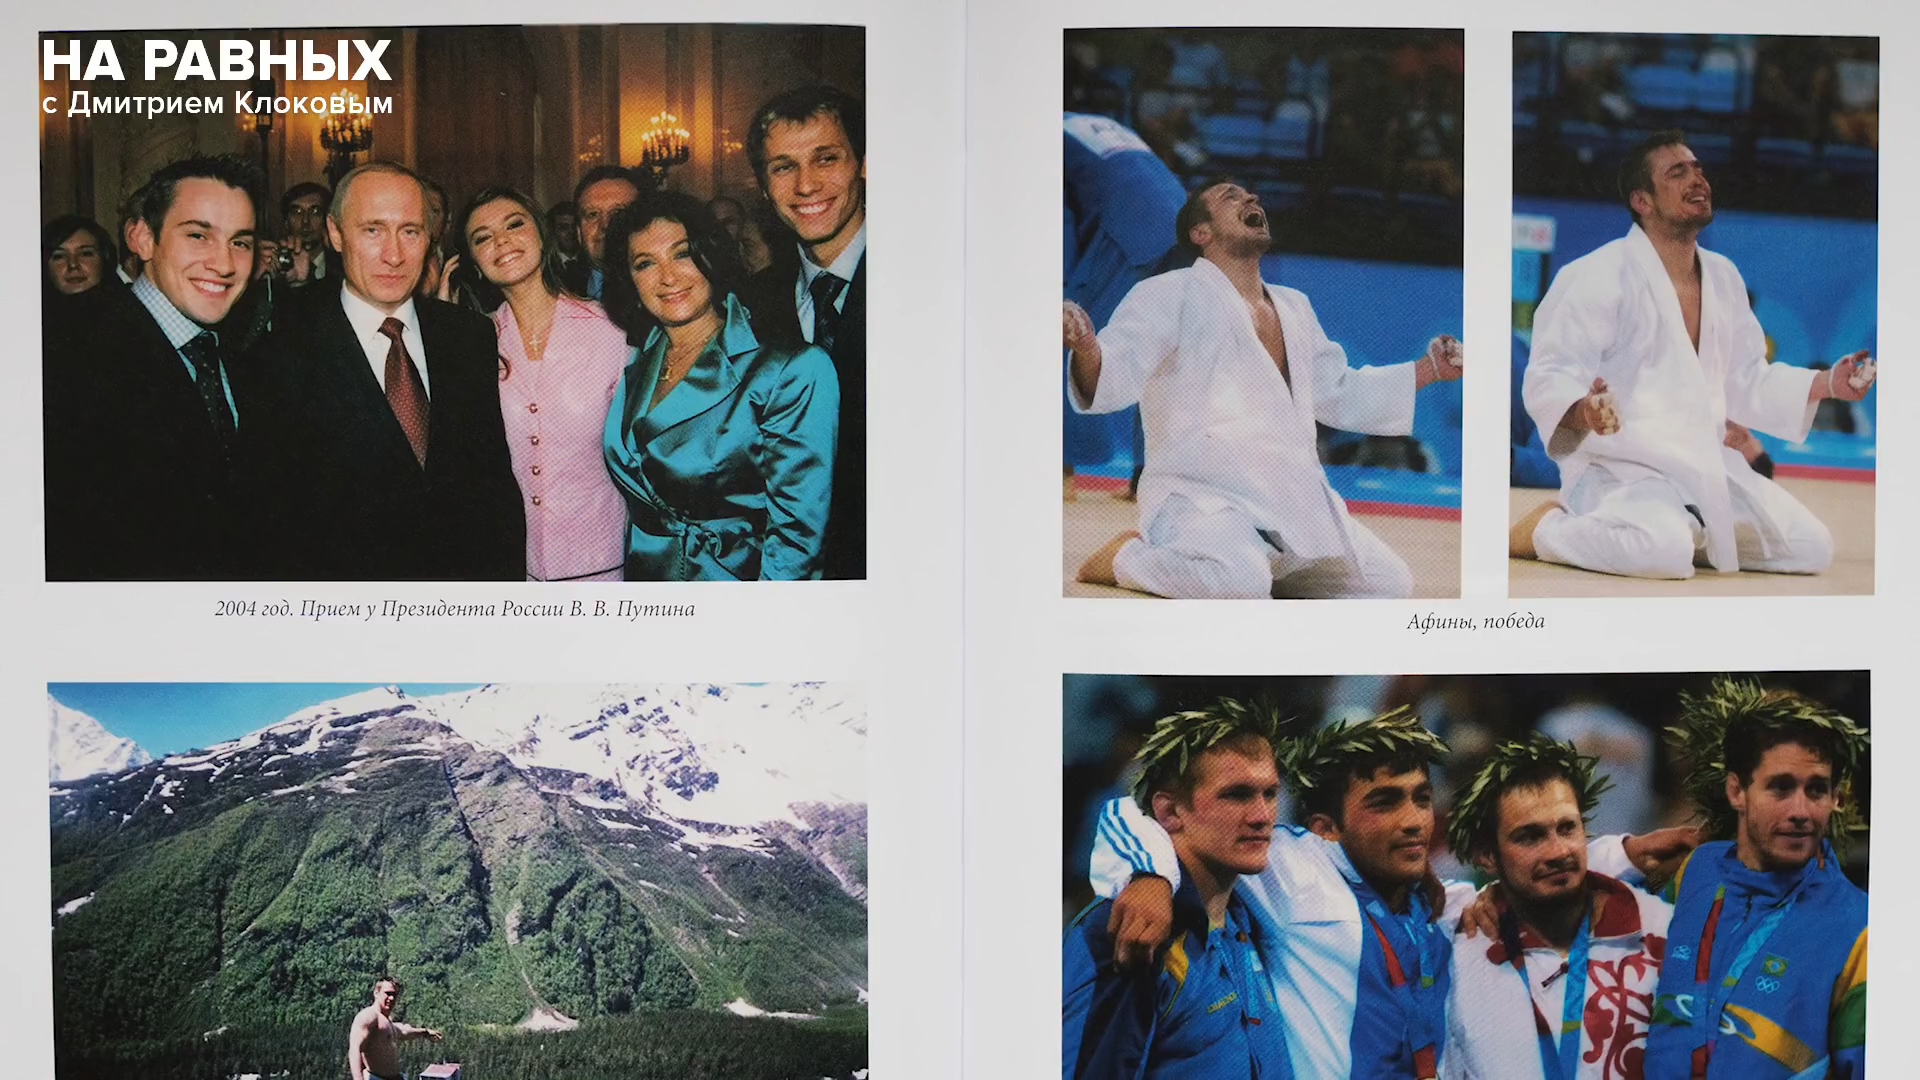 НА РАВНЫХ
с Дмитрием Клоковым
2004 год. Прием у Президента России В. В. Путина
Афины, победа